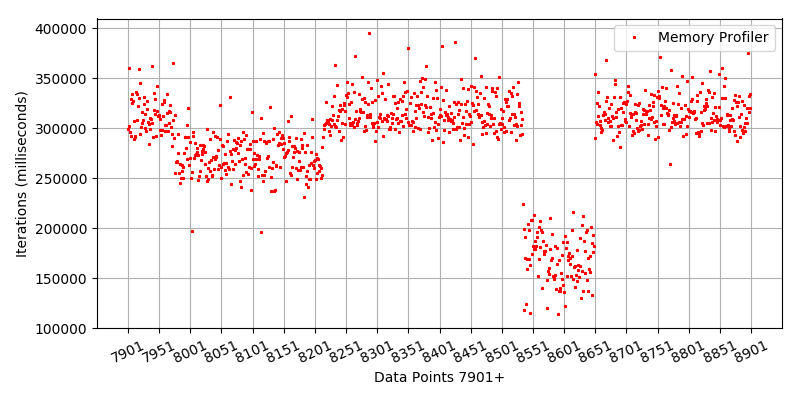 400000
350000
300000
250000
200000
150000
100000
Iterations (milliseconds)
Memory Profiler
7901 7951 8001 8051 8101 8151 8201 8251 8301 8351 8401 8451 8501 8551 8601 8651 8701 8751 8801 8851 8901
Data Points 7901+